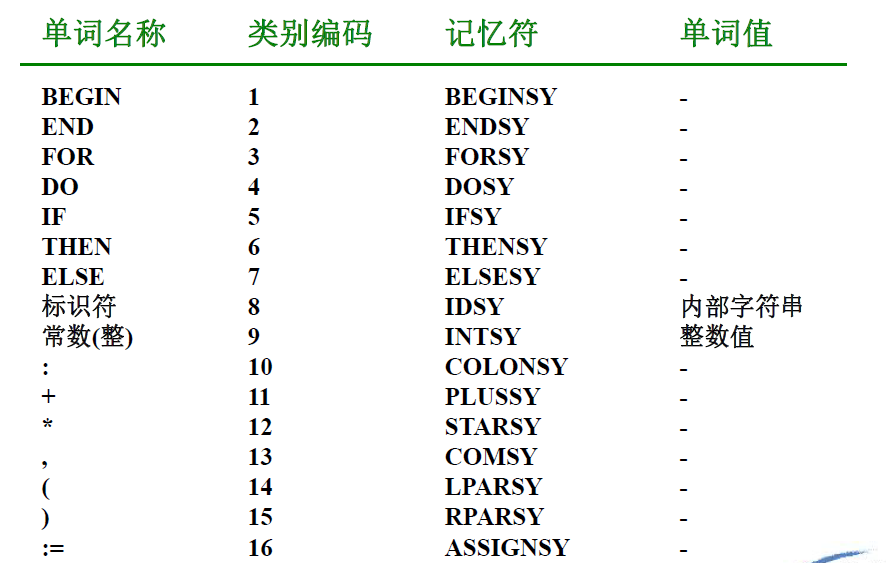 单词名称 类别编码 记忆符 单词值
BEGIN 1 BEGINSY -
END 2 ENDSY -
FOR 3 FORSY -
DO 4 DOSY -
IF 5 IFSY -
THEN 6 THENSY -
ELSE 7 ELSESY -
标识符 8 IDSY 内部字符串
常数(整) 9 INTSY 整数值
: 10 COLONSY -
+ 11 PLUSSY -
* 12 STARSY -
, 13 COMSY -
( 14 LPARSY -
) 15 RPARSY -
:= 16 ASSIGNSY -